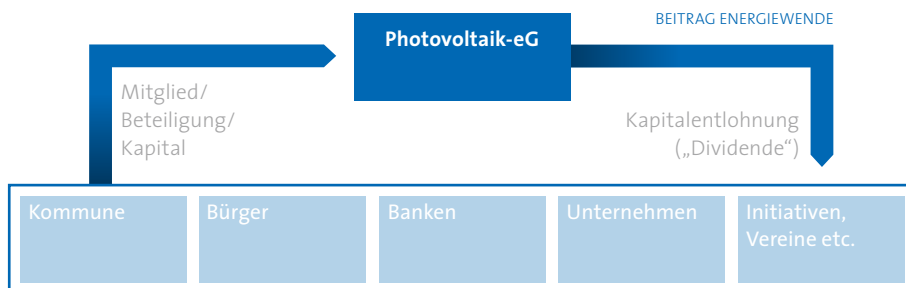 BEITRAG ENERGIEWENDE
Photovoltaik-eG
Mitglied/
Beteiligung/
Kapital
Kapitalentlohnung
(„Dividende“)
Kommune
Bürger
Banken
Unternehmen
Initiativen,
Vereine etc.